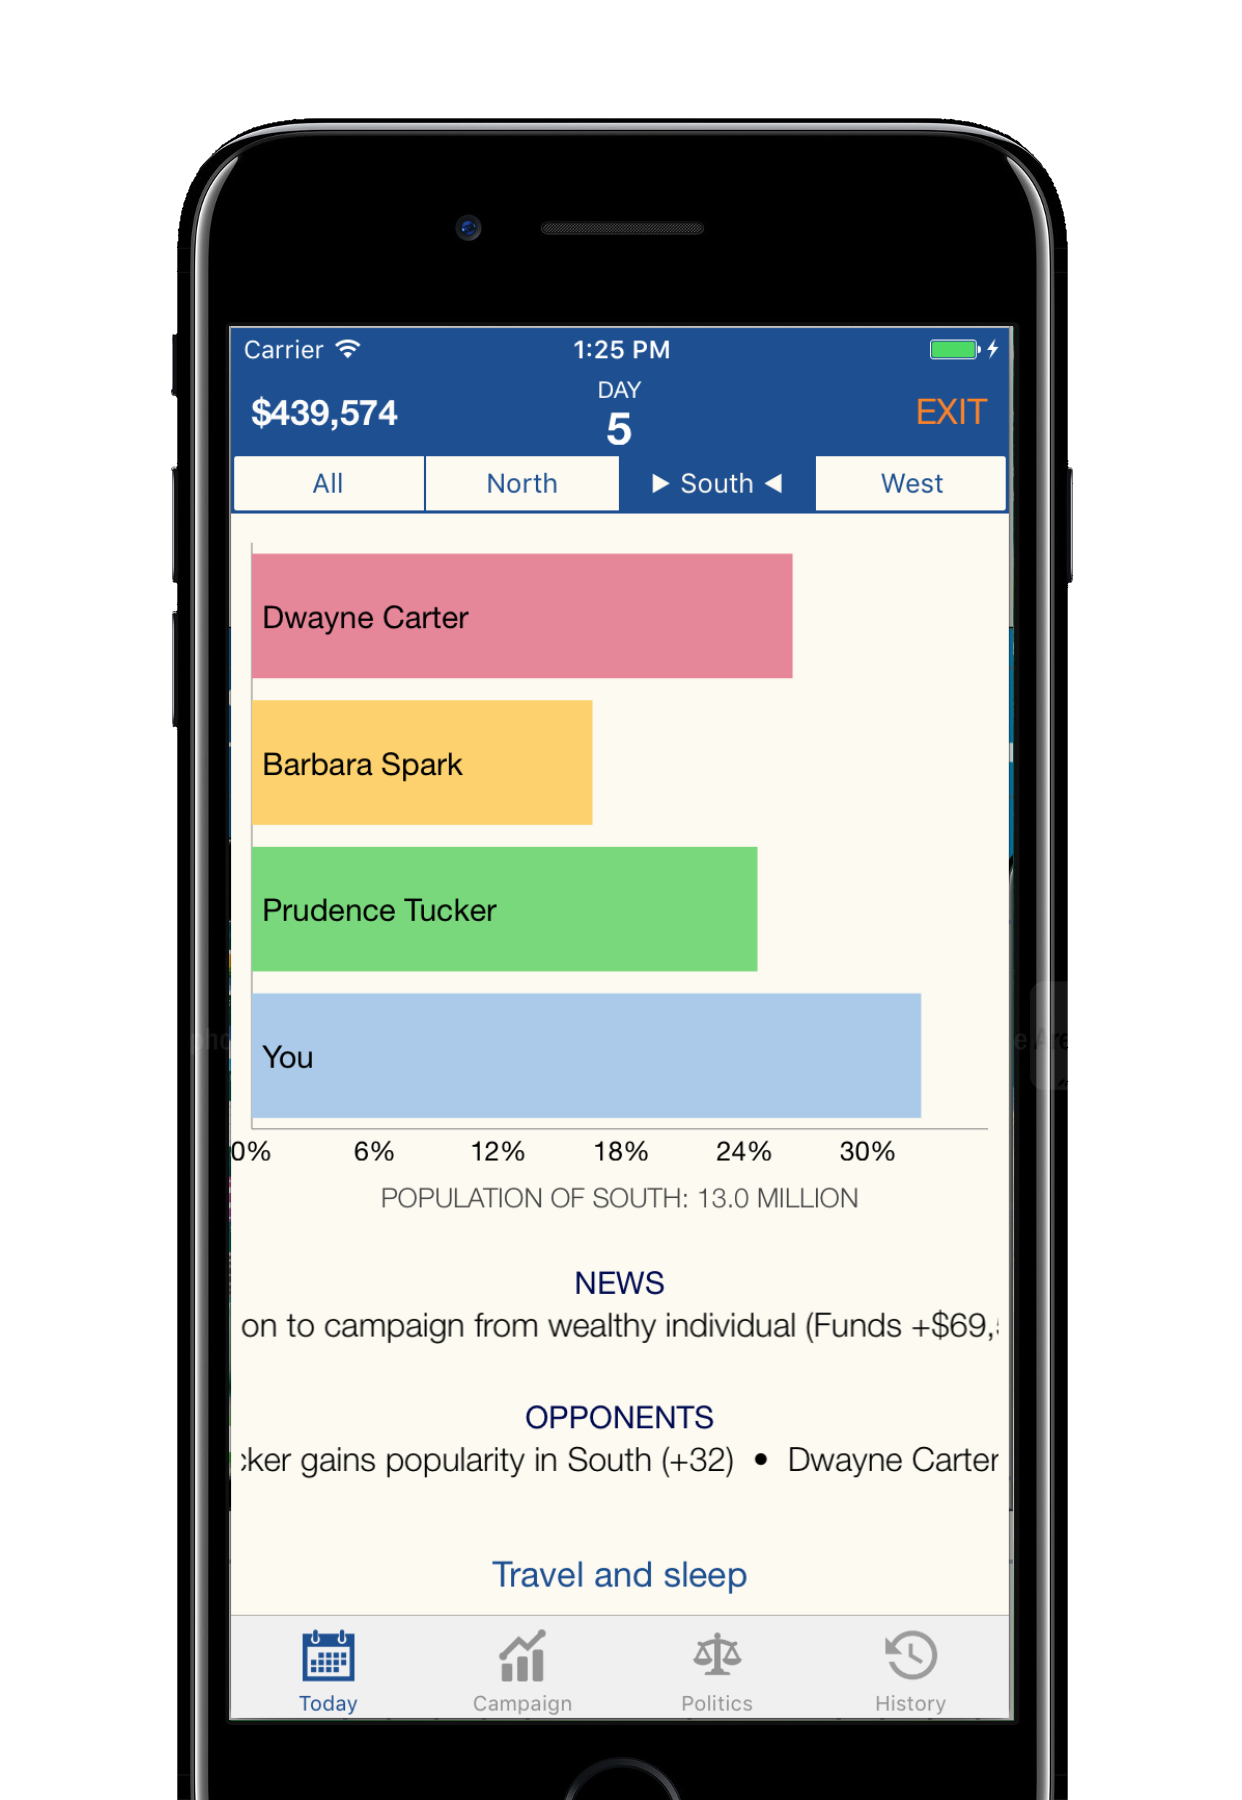 Carrier 1:25 PM
$439,574 DAY 5 EXIT
All North ▶ South ◀ West
Dwayne Carter
Barbara Spark
Prudence Tucker
You
0% 6% 12% 18% 24% 30%
POPULATION OF SOUTH: 13.0 MILLION
NEWS
on to campaign from wealthy individual (Funds +$69,
OPPONENTS
ker gains popularity in South (+32) • Dwayne Carter
Travel and sleep
Today Campaign Politics History